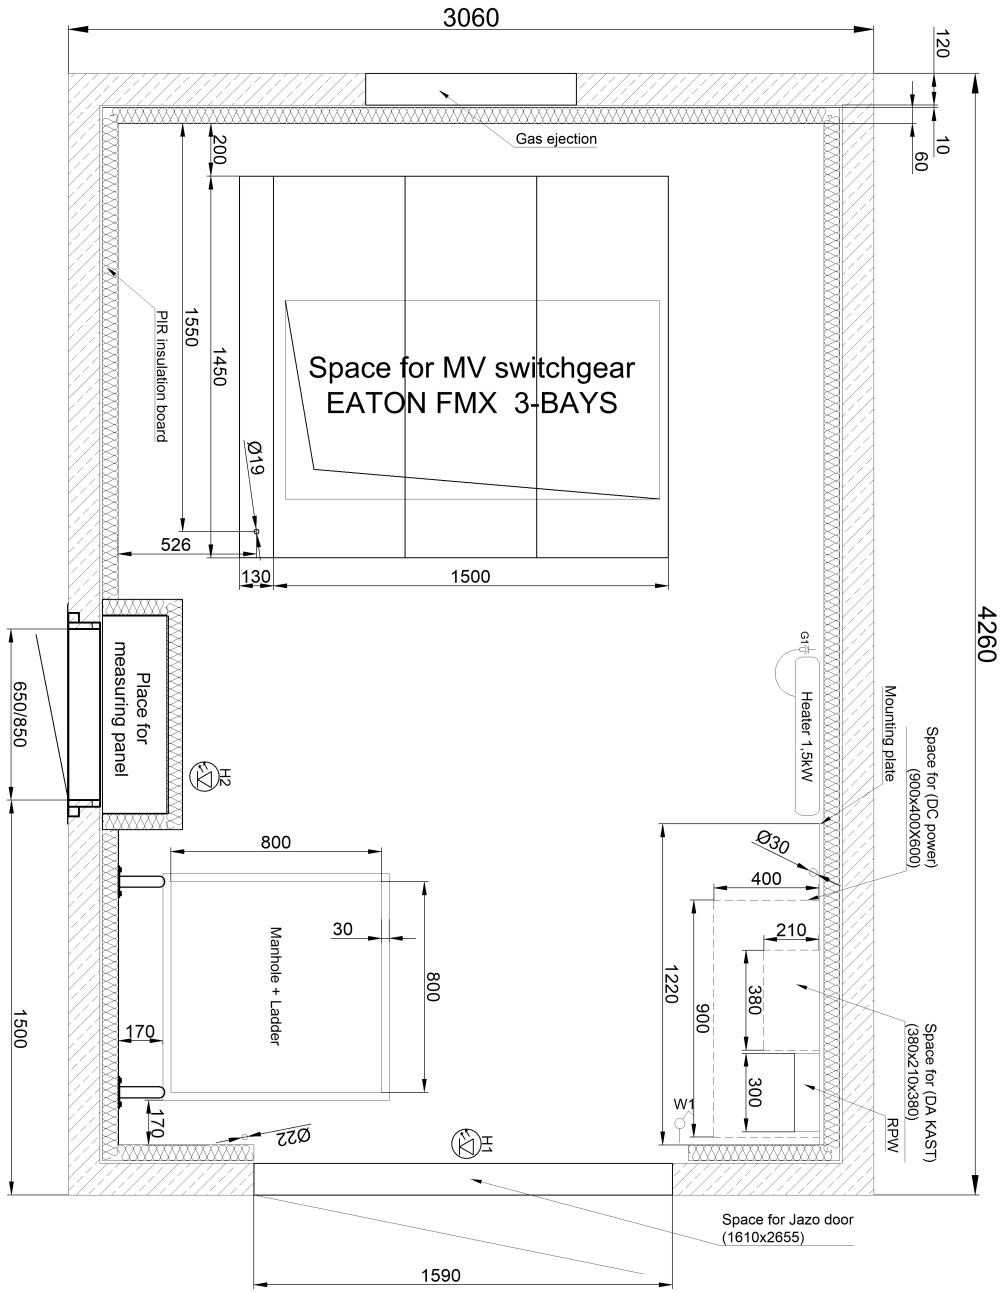 3060
120
10
60
4260
Gas ejection
200
1550
1450
PIR insulation board
Space for MV switchgear
EATON FMX 3-BAYS
Ø19
526
130
1500
650/850
Place for
measuring panel
H2
G1
Heater 1,5kW
Mounting plate
Space for (DC power)
(900x400X600)
Ø30
400
210
380
900
1220
300
Space for (DA KAST)
(380x210x380)
RPW
W1
800
30
800
Manhole + Ladder
170
170
Ø22
H1
1500
Space for Jazo door
(1610x2655)
1590